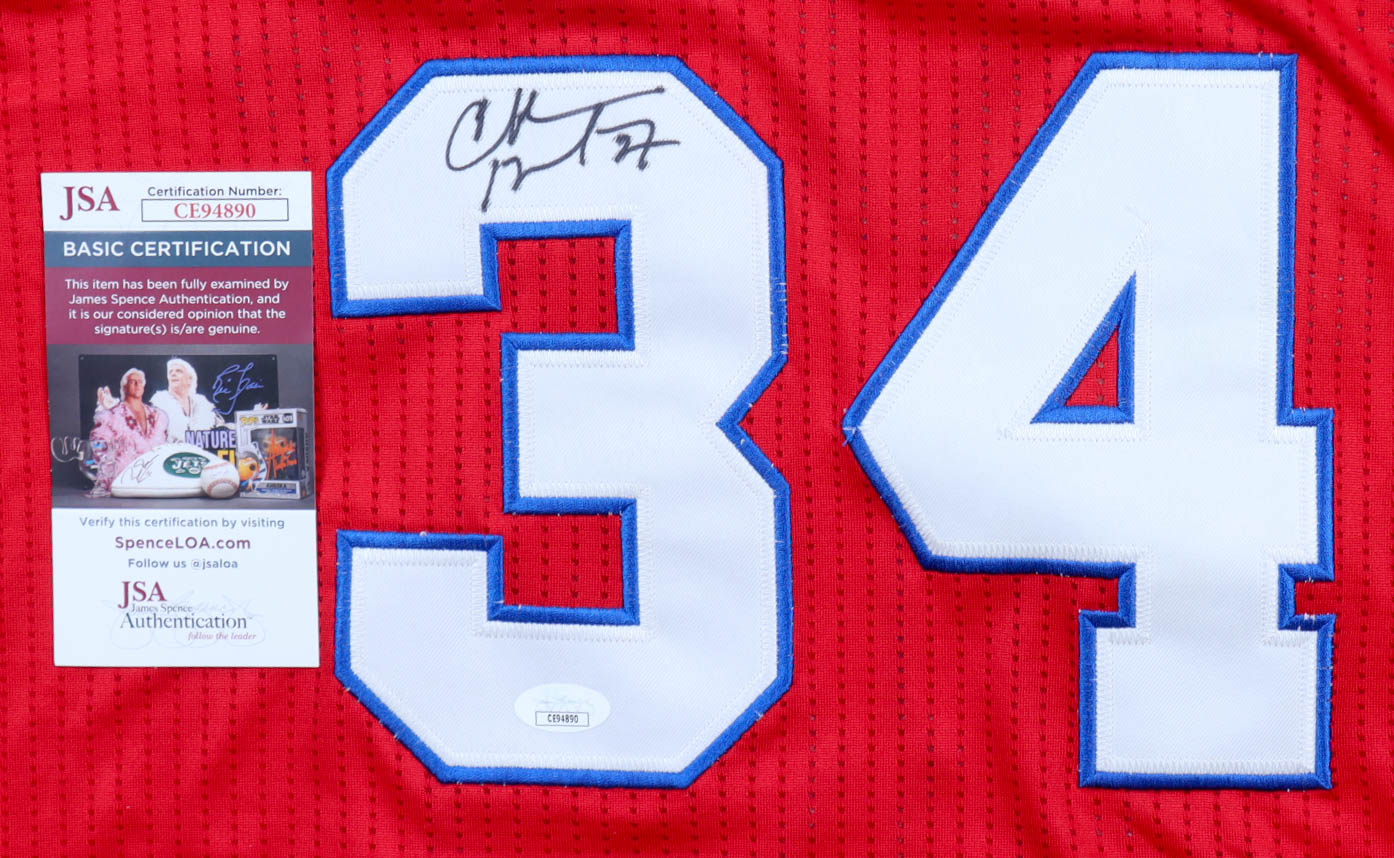 34
JSA
Certification Number:
CE94890
BASIC CERTIFICATION
This item has been fully examined by
James Spence Authentication, and
it is our considered opinion that the
signature(s) is/are genuine.
NATURE
JETS
Verify this certification by visiting
SpenceLOA.com
Follow us @jsaloa
JSA
James Spence
Authentication
follow the leader
CE94890